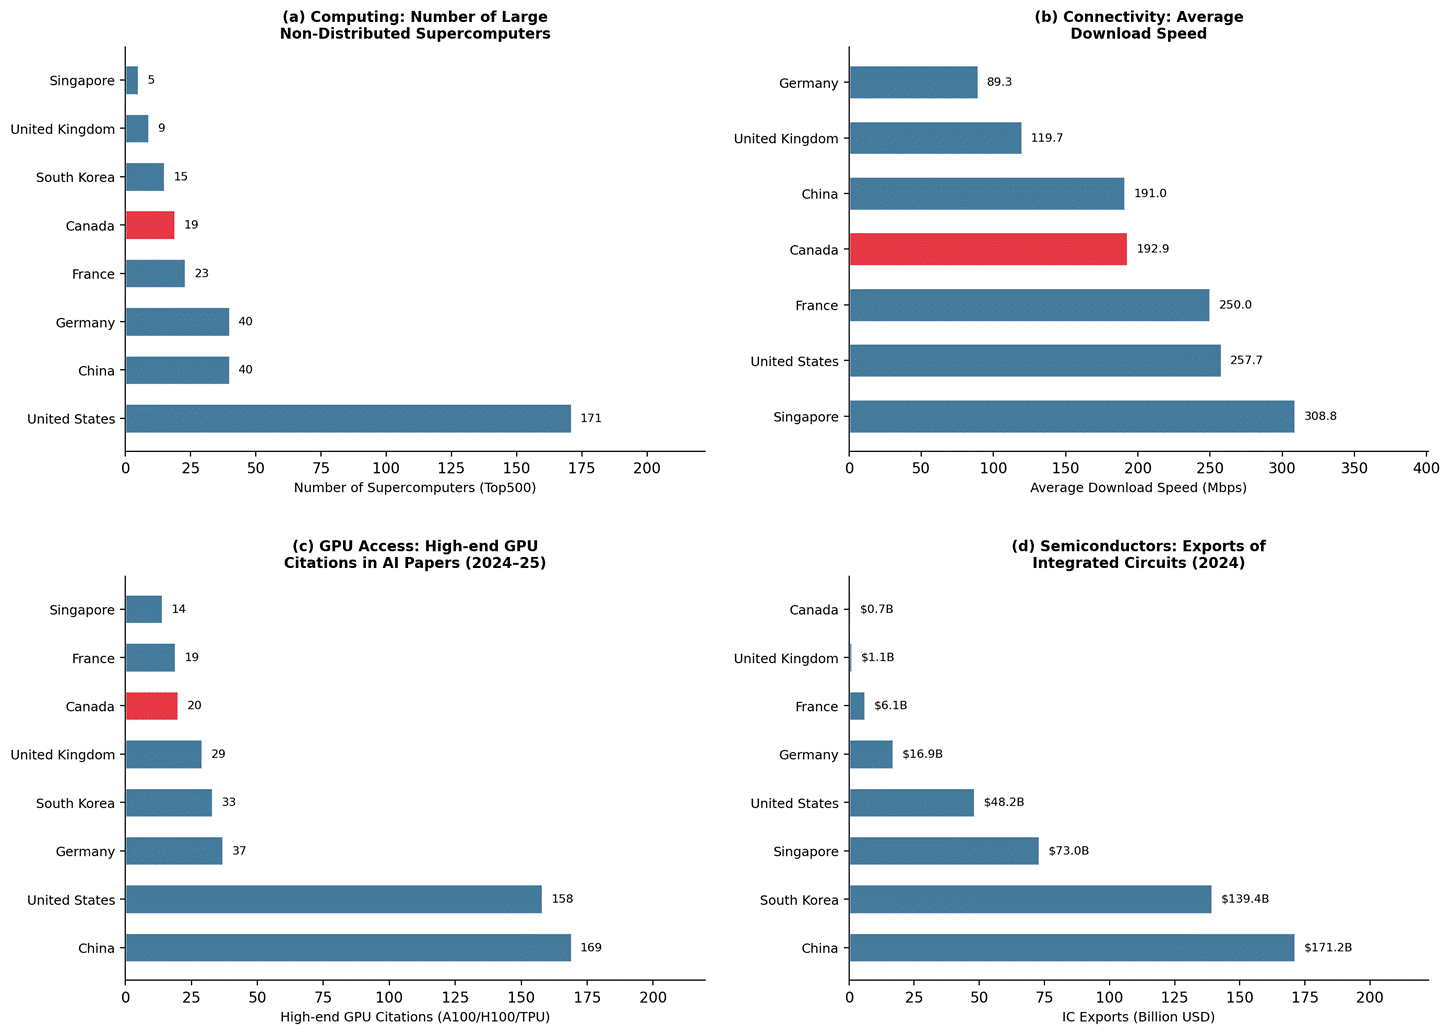 (a) Computing: Number of Large
Non-Distributed Supercomputers
Singapore 5
United Kingdom 9
South Korea 15
Canada 19
France 23
Germany 40
China 40
United States 171
0 25 50 75 100 125 150 175 200
Number of Supercomputers (Top500)
(b) Connectivity: Average
Download Speed
Germany 89.3
United Kingdom 119.7
China 191.0
Canada 192.9
France 250.0
United States 257.7
Singapore 308.8
0 50 100 150 200 250 300 350 400
Average Download Speed (Mbps)
(c) GPU Access: High-end GPU
Citations in AI Papers (2024–25)
Singapore 14
France 19
Canada 20
United Kingdom 29
South Korea 33
Germany 37
United States 158
China 169
0 25 50 75 100 125 150 175 200
High-end GPU Citations (A100/H100/TPU)
(d) Semiconductors: Exports of
Integrated Circuits (2024)
Canada $0.7B
United Kingdom $1.1B
France $6.1B
Germany $16.9B
United States $48.2B
Singapore $73.0B
South Korea $139.4B
China $171.2B
0 25 50 75 100 125 150 175 200
IC Exports (Billion USD)